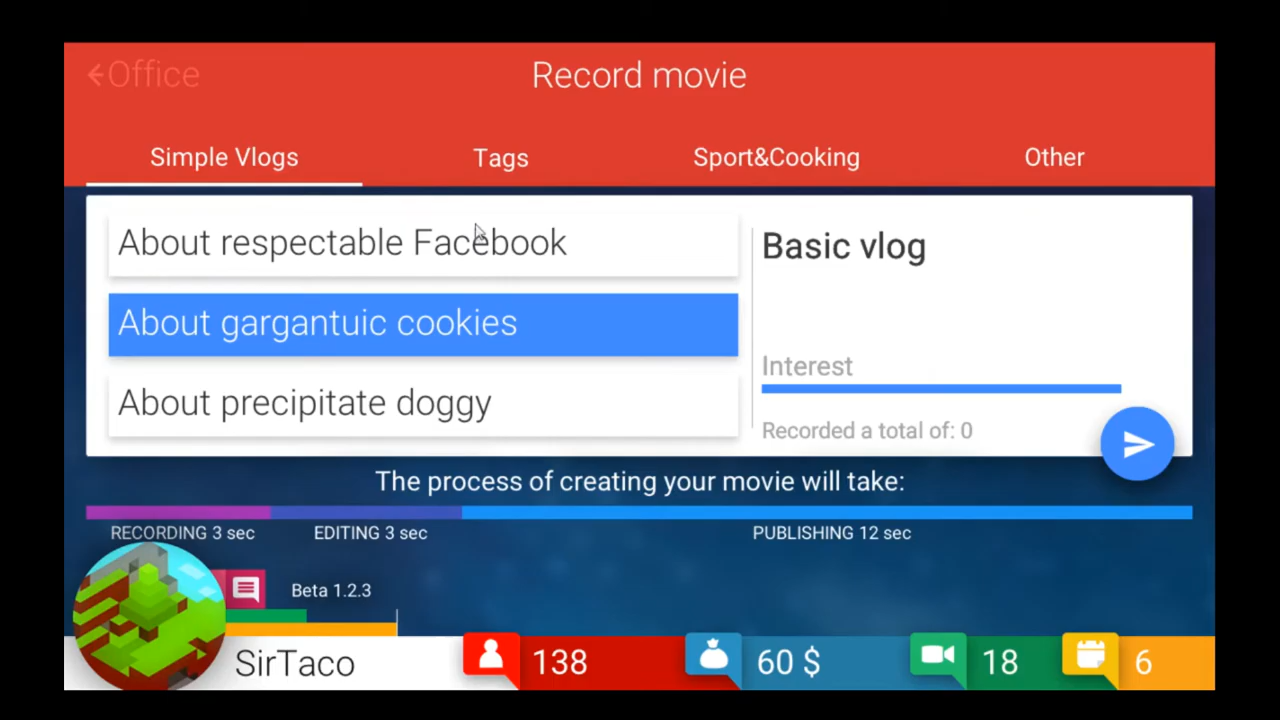 Office
Record movie
Simple Vlogs
Tags
Sport&Cooking
Other
About respectable Facebook
About gargantuic cookies
About precipitate doggy
Basic vlog
Interest
Recorded a total of: 0
The process of creating your movie will take:
RECORDING 3 sec
EDITING 3 sec
PUBLISHING 12 sec
Beta 1.2.3
SirTaco
138
60 $
18
6